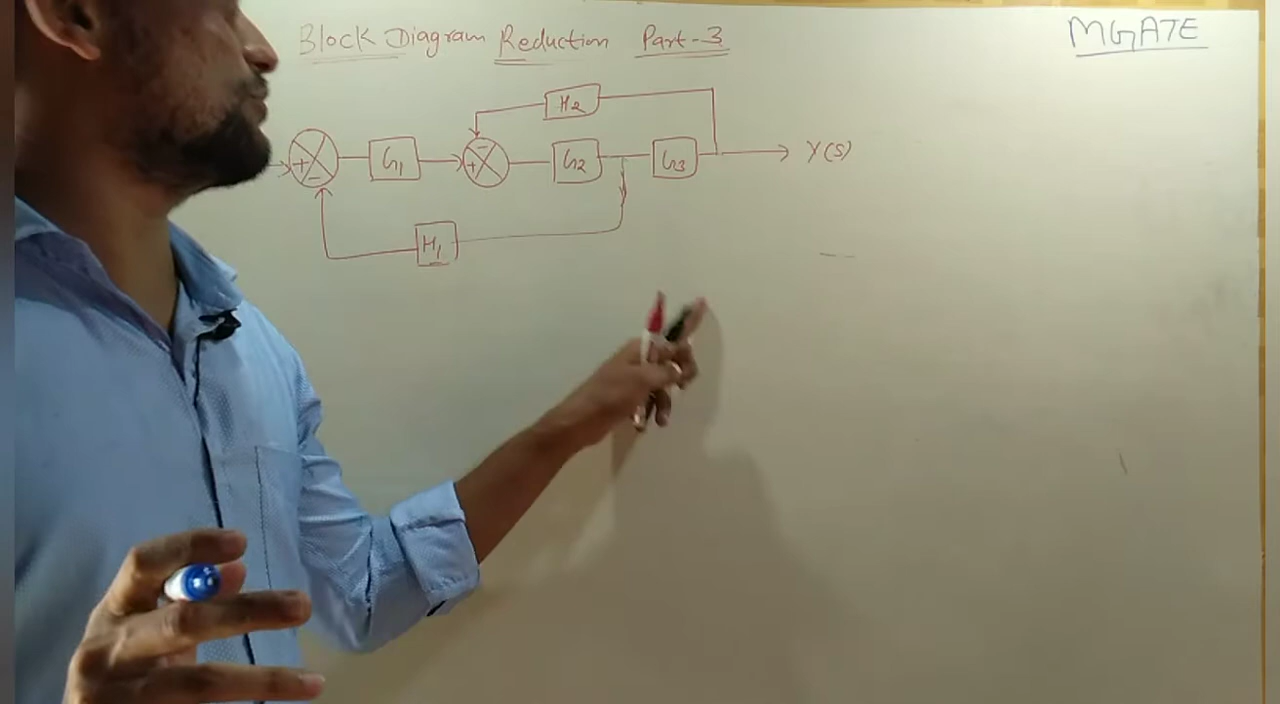 Block Diagram Reduction Part-3
MGATE
H2
+ -
G1
+ -
G2
G3
Y(S)
H1